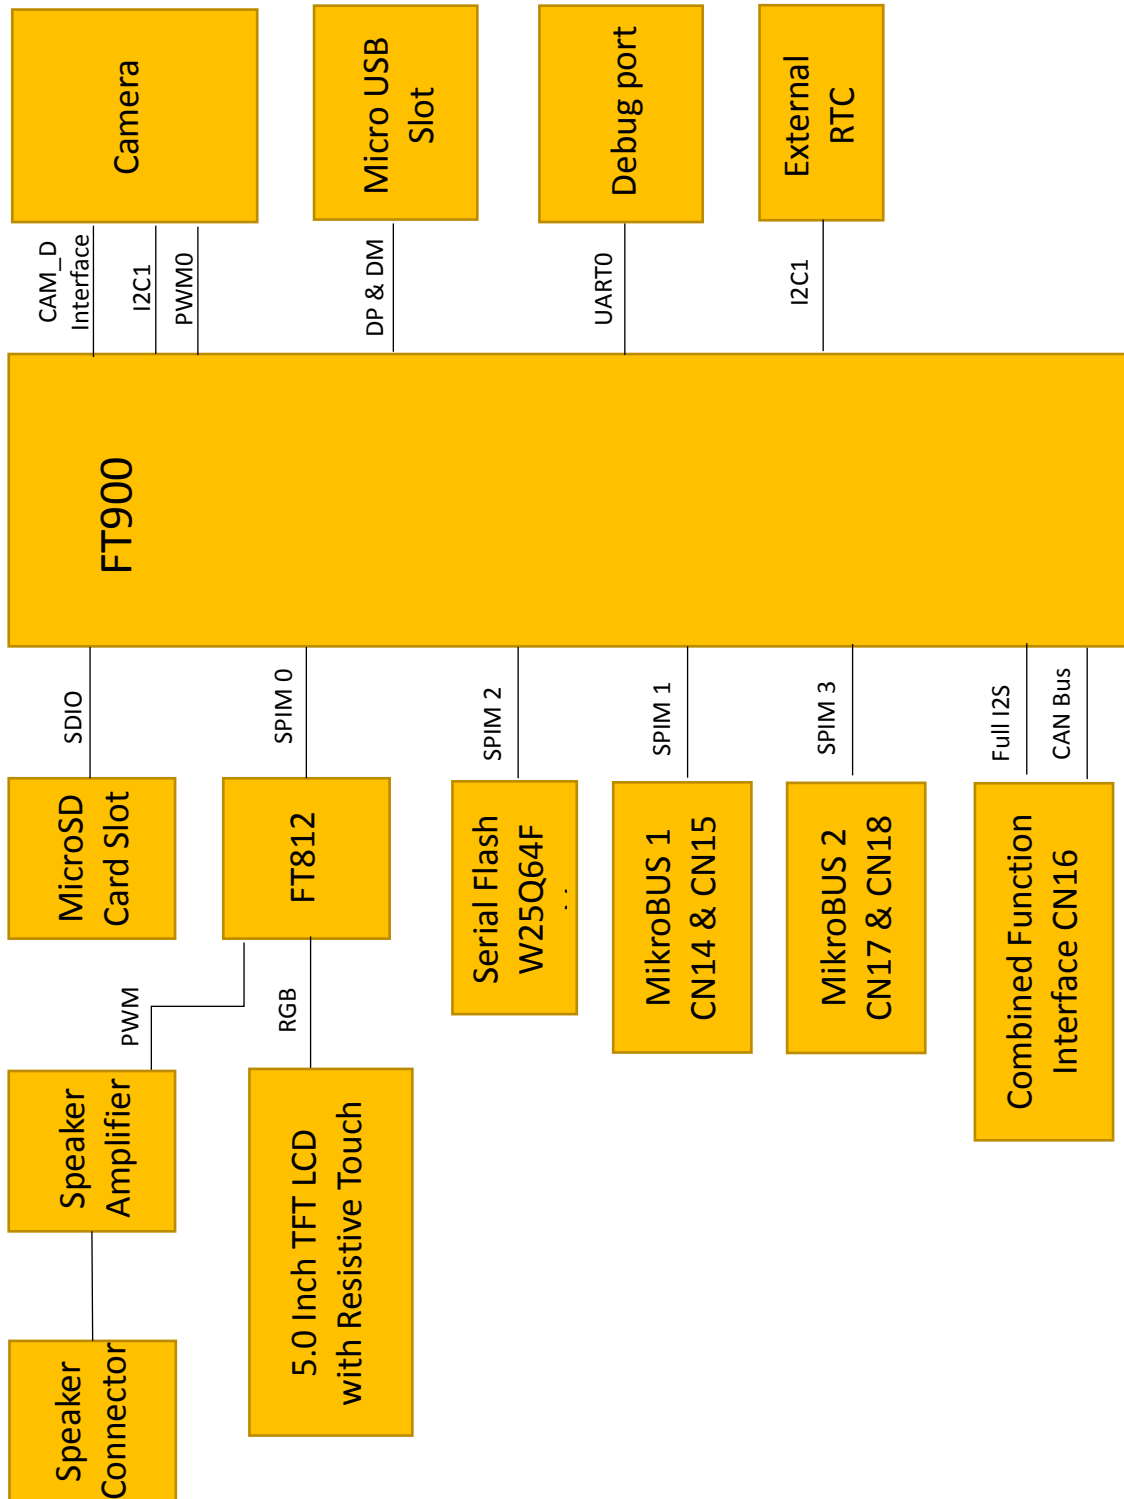 Speaker
Connector
Speaker
Amplifier
PWM
MicroSD
Card Slot
SDIO
FT900
CAM_D
Interface
I2C1
PWM0
Camera
5.0 Inch TFT LCD
with Resistive Touch
RGB
FT812
SPIM 0
DP & DM
Micro USB
Slot
Serial Flash
W25Q64F
SPIM 2
UART0
Debug port
MikroBUS 1
CN14 & CN15
SPIM 1
I2C1
External
RTC
MikroBUS 2
CN17 & CN18
SPIM 3
Combined Function
Interface CN16
Full I2S
CAN Bus